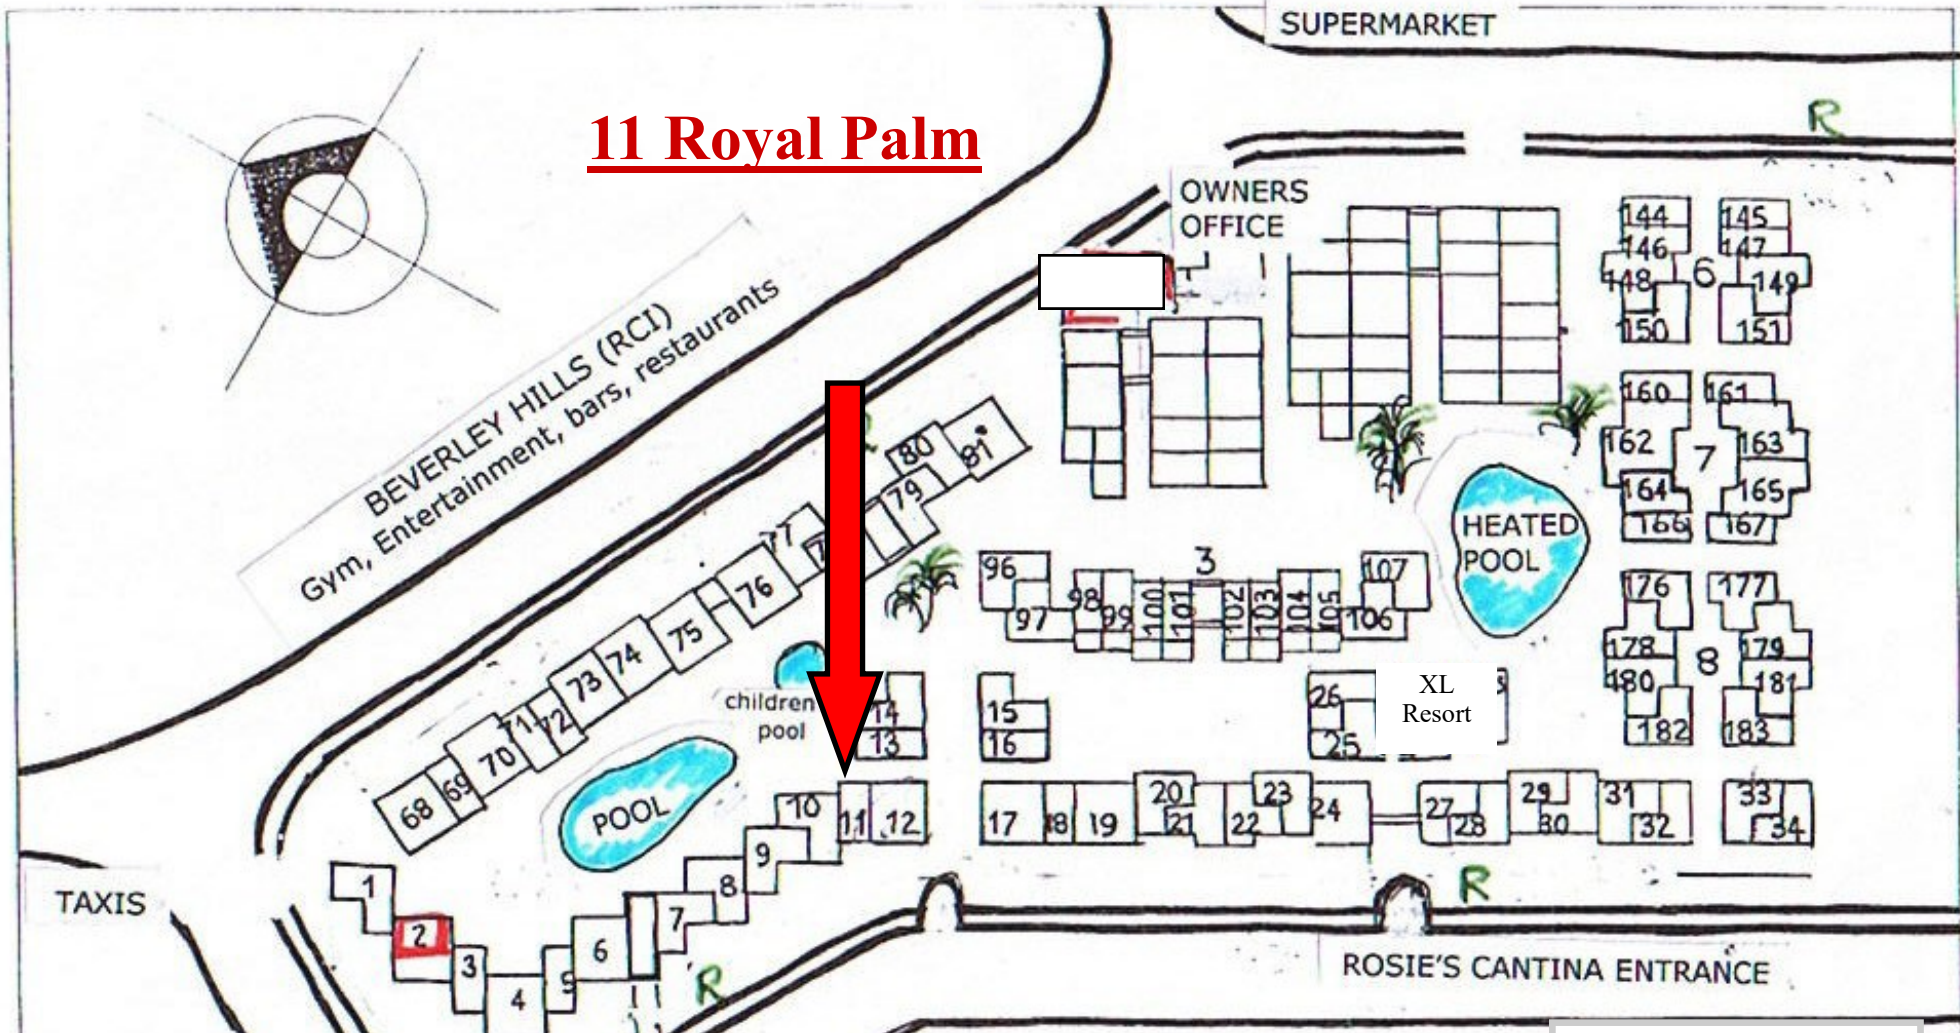 SUPERMARKET
R
11 Royal Palm
OWNERS
OFFICE
144 145
146 147
148 6 149
150 151
BEVERLEY HILLS (RCI)
Gym, Entertainment, bars, restaurants
160 161
162 7 163
164 165
166 167
HEATED
POOL
80 81
79
77
76
75
74
73
72
71
70
69
68
3
96 107
97 98 99 100 101 102 103 104 105 106
176 177
178 8 179
180 181
182 183
children
pool
14 15 26
13 16 25
XL
Resort
POOL
10 11 12 17 18 19 20 21 22 23 24 27 28 29 30 31 32 33 34
9
8
7
6
5
4
3
2
1
TAXIS
R
R
ROSIE'S CANTINA ENTRANCE